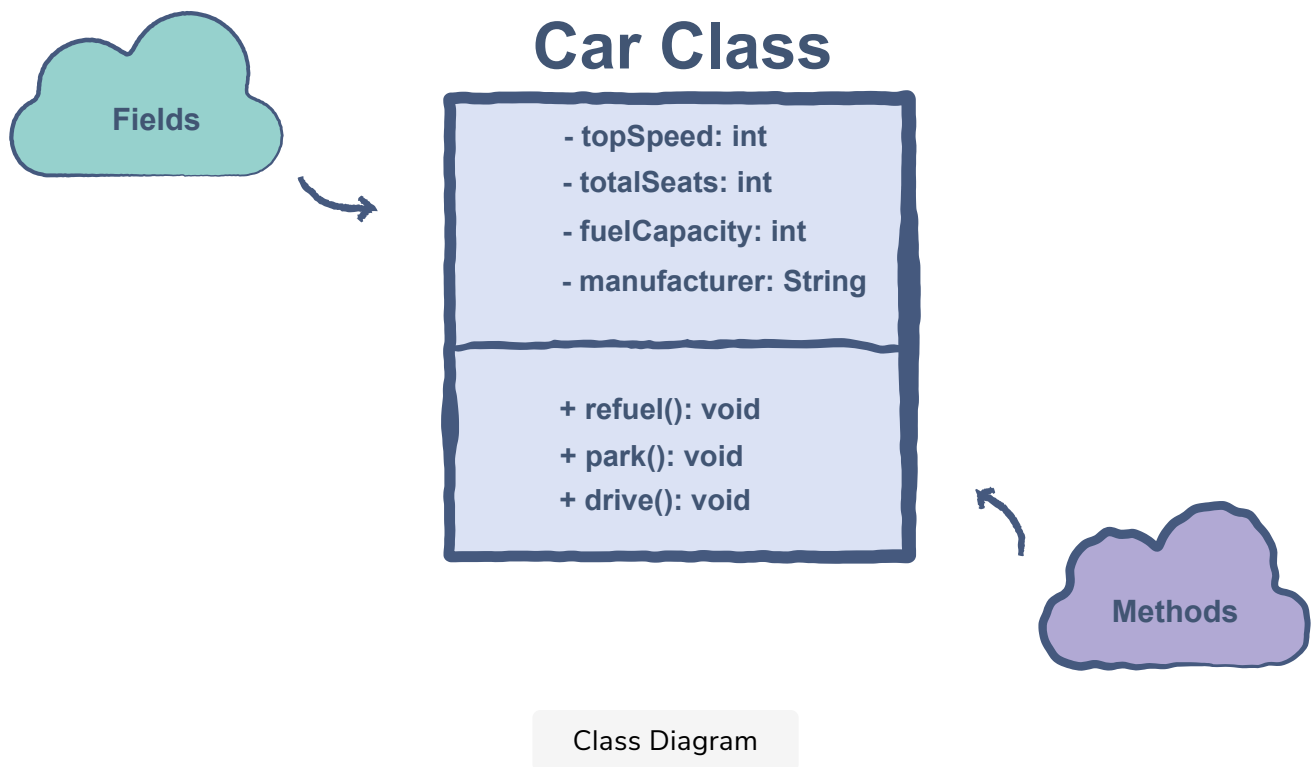 Car Class
Fields
- topSpeed: int
- totalSeats: int
- fuelCapacity: int
- manufacturer: String
+ refuel(): void
+ park(): void
+ drive(): void
Methods
Class Diagram